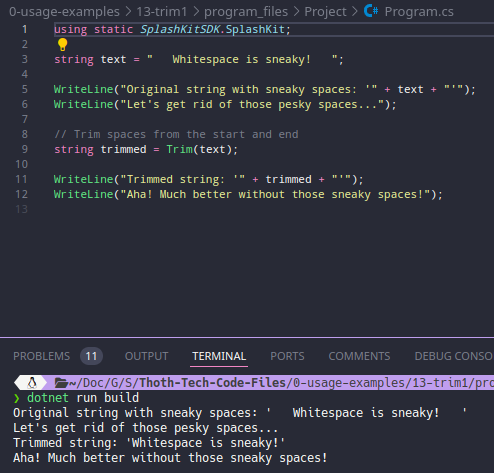 0-usage-examples > 13-trim1 > program_files > Project > Program.cs
1 using static SplashKitSDK.SplashKit;
2
3 string text = "   Whitespace is sneaky!   ";
4
5 WriteLine("Original string with sneaky spaces: '" + text + "'");
6 WriteLine("Let's get rid of those pesky spaces...");
7
8 // Trim spaces from the start and end
9 string trimmed = Trim(text);
10
11 WriteLine("Trimmed string: '" + trimmed + "'");
12 WriteLine("Aha! Much better without those sneaky spaces!");
13
PROBLEMS 11 OUTPUT TERMINAL PORTS COMMENTS DEBUG CONSO
~/Doc/G/S/Thoth-Tech-Code-Files/0-usage-examples/13-trim1/pro
❯ dotnet run build
Original string with sneaky spaces: '   Whitespace is sneaky!   '
Let's get rid of those pesky spaces...
Trimmed string: 'Whitespace is sneaky!'
Aha! Much better without those sneaky spaces!